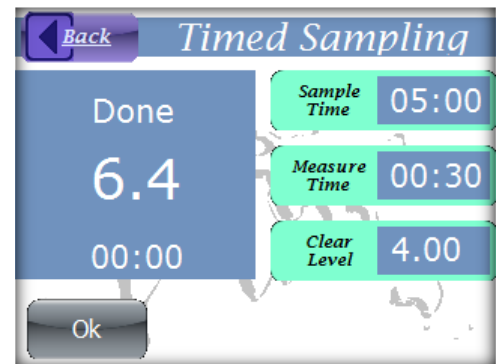 Back
Timed Sampling
Done
6.4
00:00
Sample
Time
05:00
Measure
Time
00:30
Clear
Level
4.00
Ok